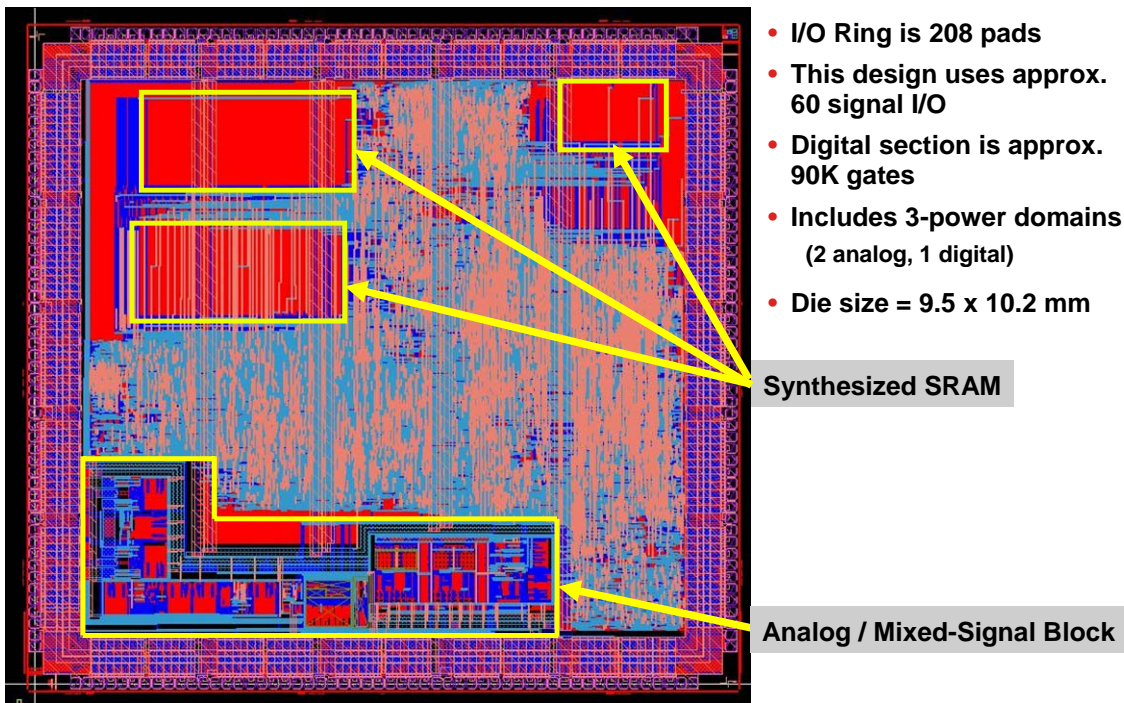 • I/O Ring is 208 pads
• This design uses approx.
60 signal I/O
• Digital section is approx.
90K gates
• Includes 3-power domains
(2 analog, 1 digital)
• Die size = 9.5 x 10.2 mm
Synthesized SRAM
Analog / Mixed-Signal Block